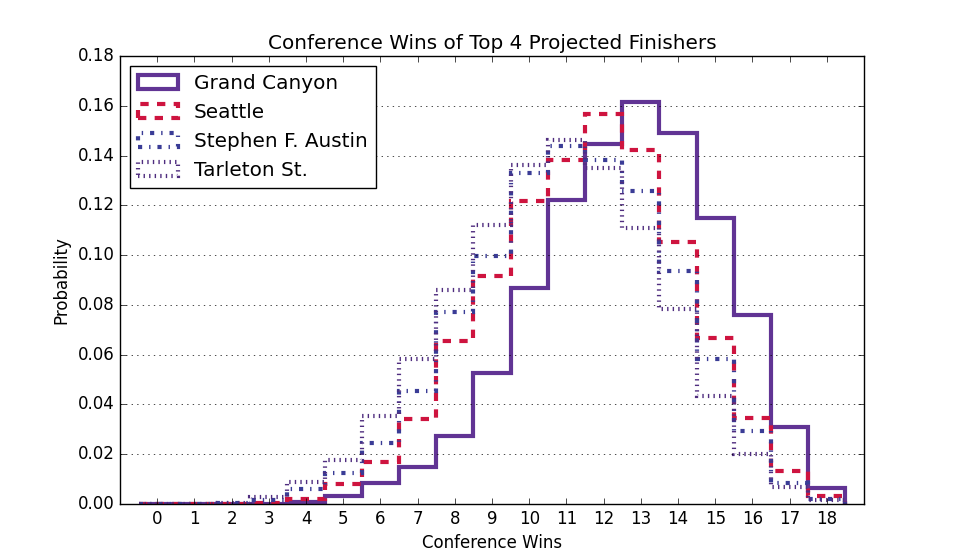 Conference Wins of Top 4 Projected Finishers
0.18
0.16
0.14
0.12
0.10
0.08
0.06
0.04
0.02
0.00
Probability
Grand Canyon
Seattle
Stephen F. Austin
Tarleton St.
0 1 2 3 4 5 6 7 8 9 10 11 12 13 14 15 16 17 18
Conference Wins